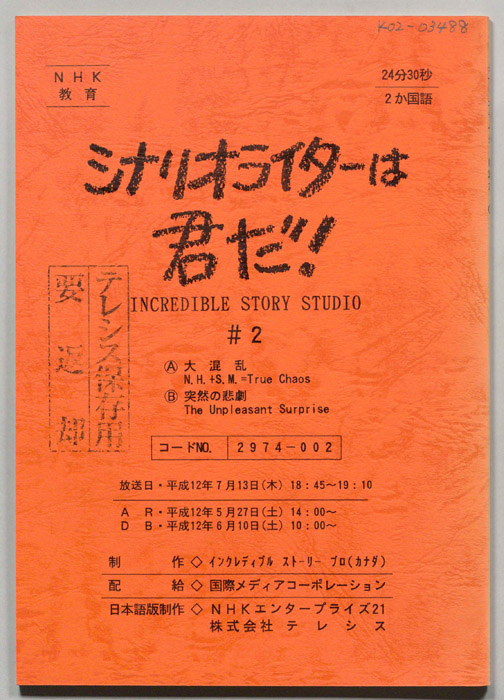 K02-03488
NHK
教育
24分30秒
2か国語
シナリオライターは
君だ!
INCREDIBLE STORY STUDIO
#2
Ⓐ 大混乱
N.H.+S.M.=True Chaos
Ⓑ 突然の悲劇
The Unpleasant Surprise
テレシス保存用
要返却
コードNO. 2974-002
放送日・平成12年7月13日(木) 18:45～19:10
AR・平成12年5月27日(土) 14:00～
DB・平成12年6月10日(土) 10:00～
制作◇インクレディブル ストーリー プロ(カナダ)
配給◇国際メディアコーポレーション
日本語版制作◇NHKエンタープライズ21
株式会社テレシス